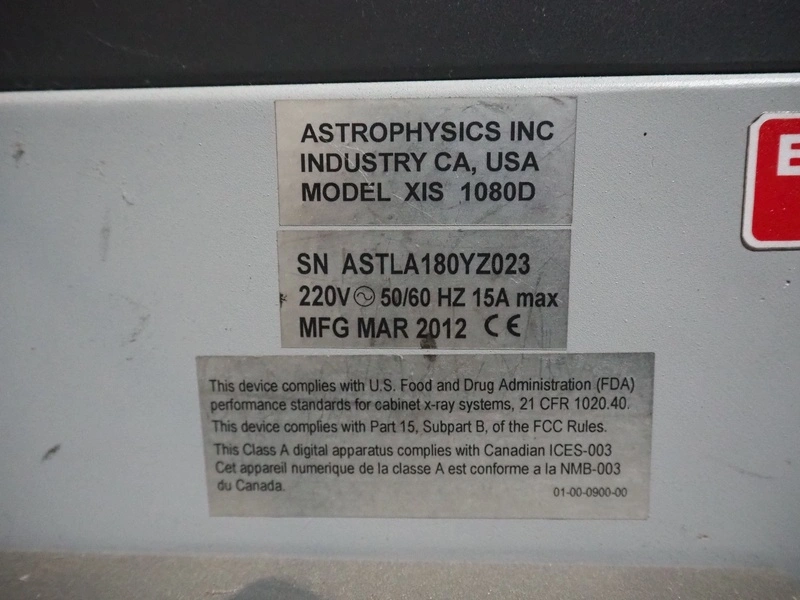 ASTROPHYSICS INC
INDUSTRY CA, USA
MODEL XIS 1080D
SN ASTLA180YZ023
220V 50/60 HZ 15A max
MFG MAR 2012 CE
This device complies with U.S. Food and Drug Administration (FDA)
performance standards for cabinet x-ray systems, 21 CFR 1020.40.
This device complies with Part 15, Subpart B, of the FCC Rules.
This Class A digital apparatus complies with Canadian ICES-003
Cet appareil numerique de la classe A est conforme a la NMB-003
du Canada.
01-00-0900-00